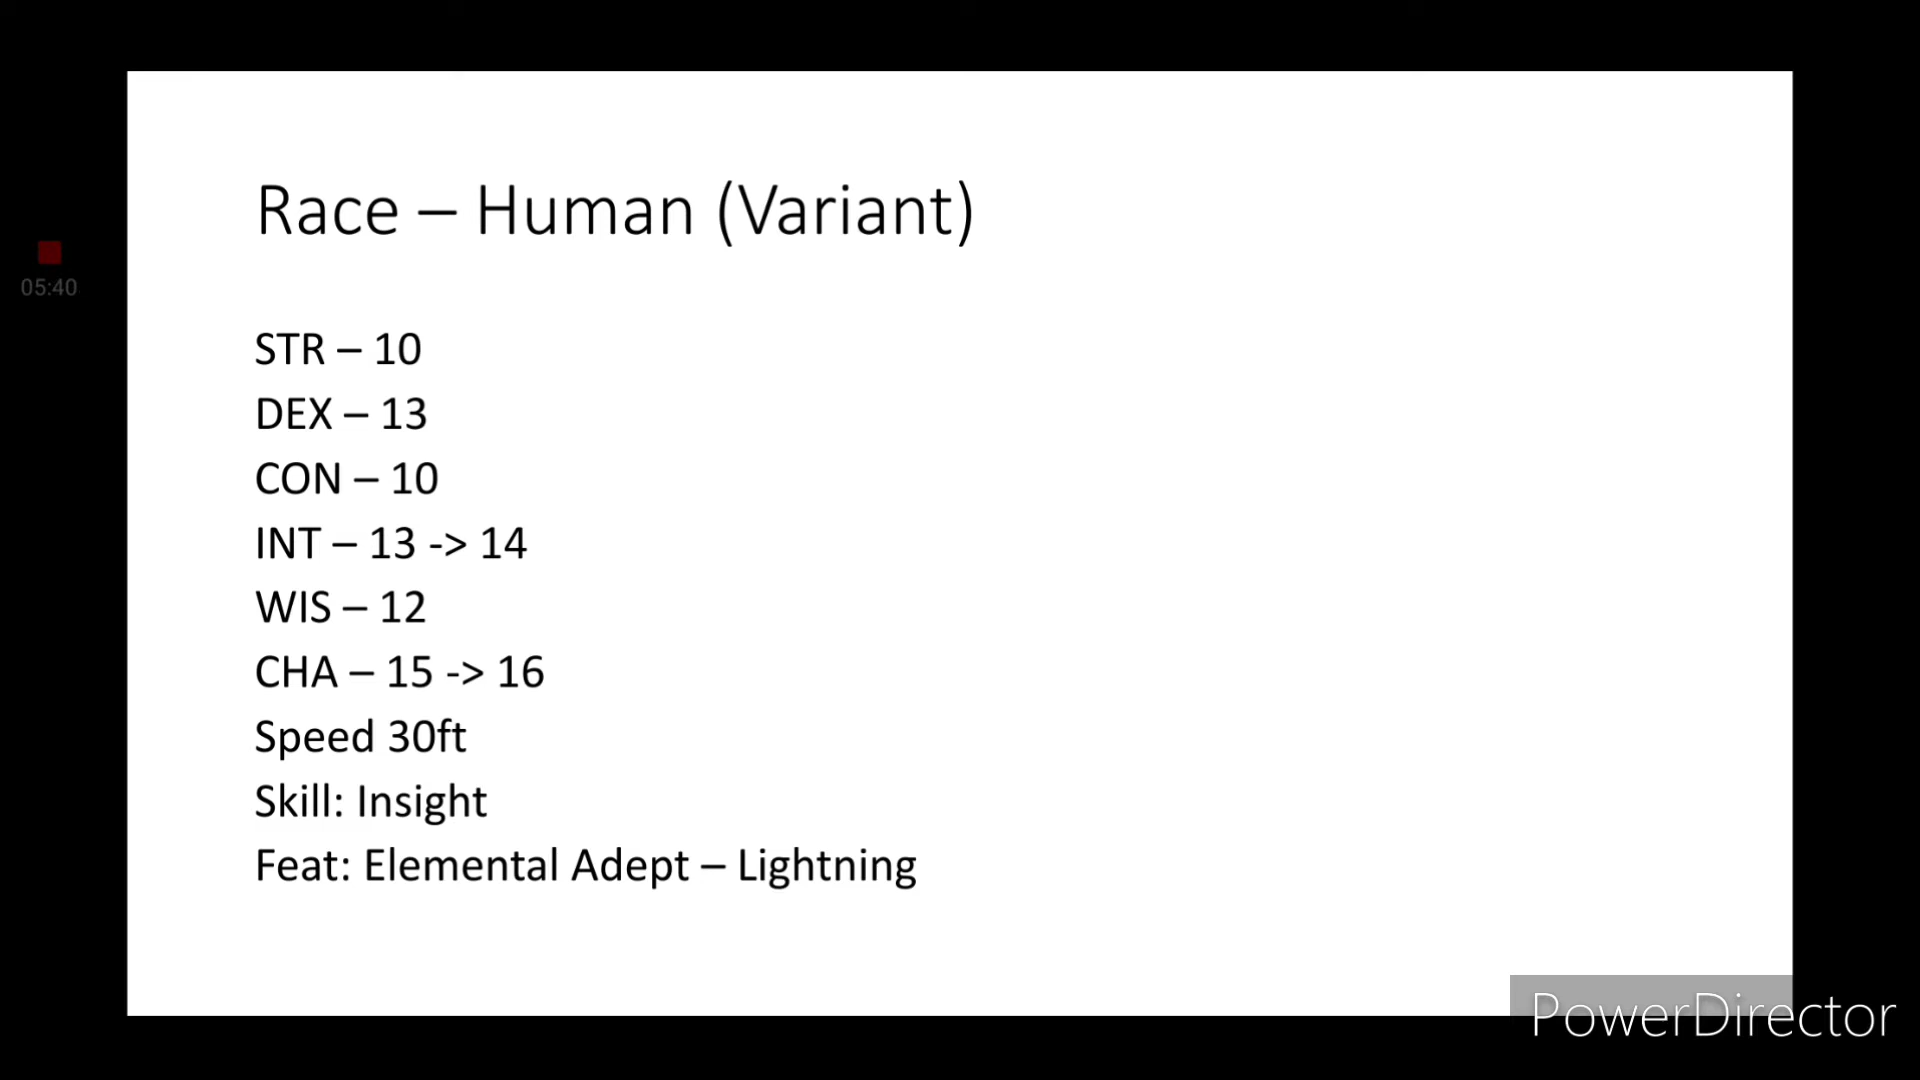 Race – Human (Variant)
05:40
STR – 10
DEX – 13
CON – 10
INT – 13 -> 14
WIS – 12
CHA – 15 -> 16
Speed 30ft
Skill: Insight
Feat: Elemental Adept – Lightning
PowerDirector